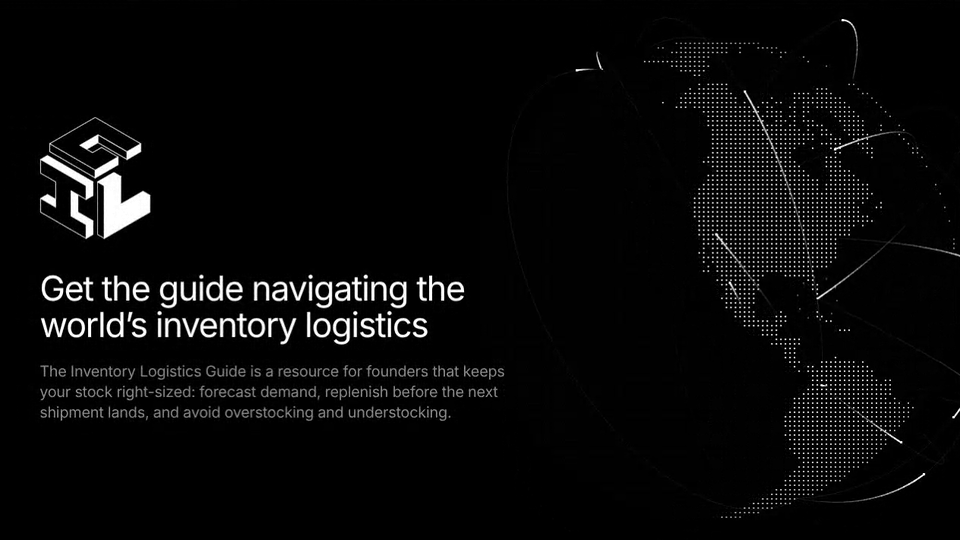 Get the guide navigating the
world's inventory logistics
The Inventory Logistics Guide is a resource for founders that keeps
your stock right-sized: forecast demand, replenish before the next
shipment lands, and avoid overstocking and understocking.